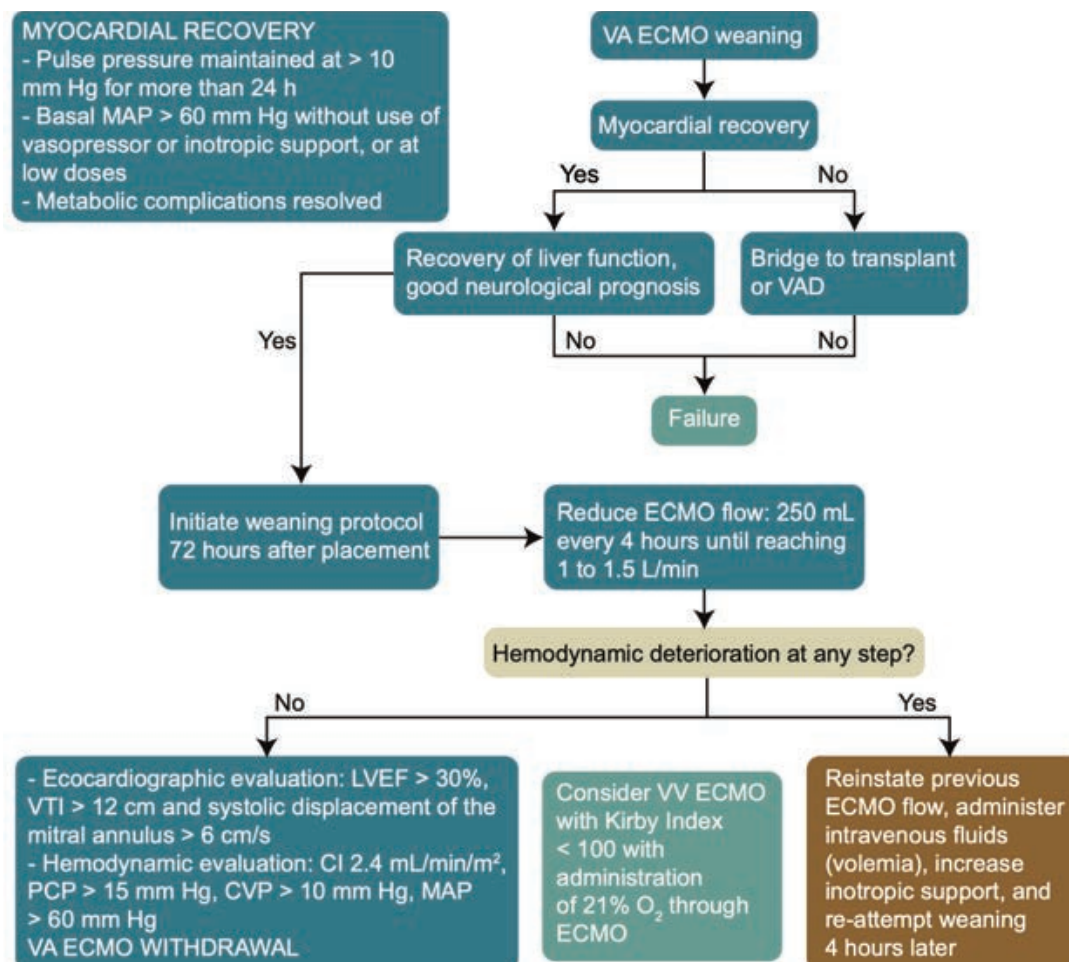 MYOCARDIAL RECOVERY
- Pulse pressure maintained at > 10
mm Hg for more than 24 h
- Basal MAP > 60 mm Hg without use of
vasopressor or inotropic support, or at
low doses
- Metabolic complications resolved
VA ECMO weaning
Myocardial recovery
Yes
No
Recovery of liver function,
good neurological prognosis
Bridge to transplant
or VAD
Yes
No
No
Failure
Initiate weaning protocol
72 hours after placement
Reduce ECMO flow: 250 mL
every 4 hours until reaching
1 to 1.5 L/min
Hemodynamic deterioration at any step?
No
Yes
- Ecocardiographic evaluation: LVEF > 30%,
VTI > 12 cm and systolic displacement of the
mitral annulus > 6 cm/s
- Hemodynamic evaluation: CI 2.4 mL/min/m²,
PCP > 15 mm Hg, CVP > 10 mm Hg, MAP
> 60 mm Hg
VA ECMO WITHDRAWAL
Consider VV ECMO
with Kirby Index
< 100 with
administration
of 21% O₂ through
ECMO
Reinstate previous
ECMO flow, administer
intravenous fluids
(volemia), increase
inotropic support, and
re-attempt weaning
4 hours later